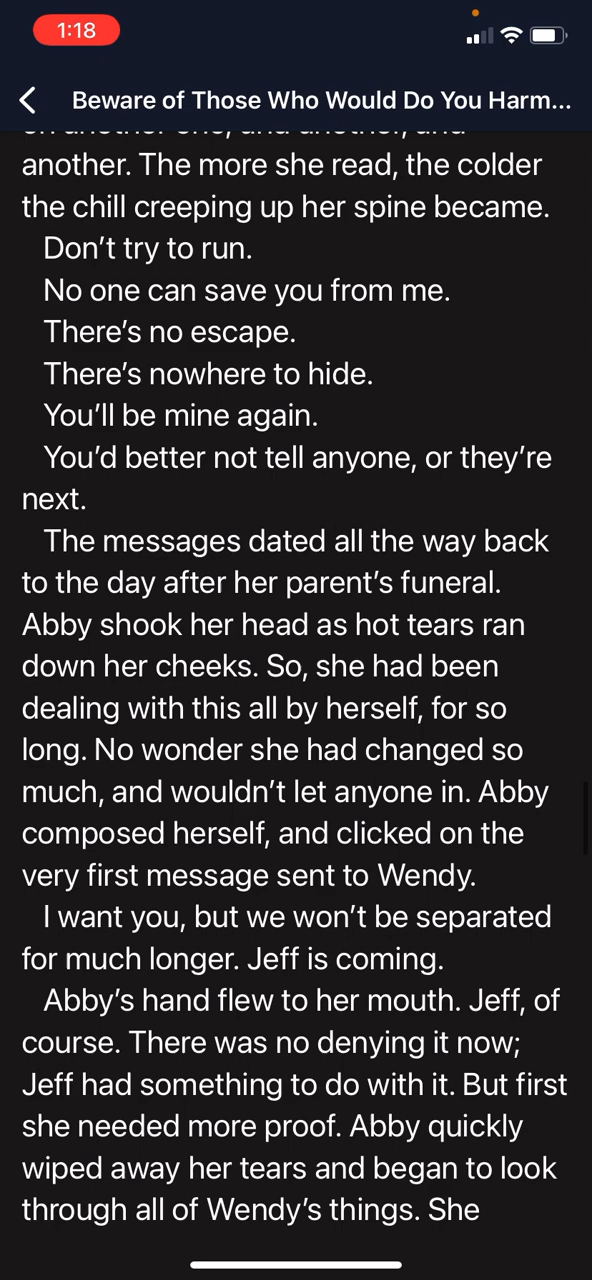 1:18
Beware of Those Who Would Do You Harm...
another. The more she read, the colder
the chill creeping up her spine became.
Don’t try to run.
No one can save you from me.
There’s no escape.
There’s nowhere to hide.
You’ll be mine again.
You’d better not tell anyone, or they’re
next.
The messages dated all the way back
to the day after her parent’s funeral.
Abby shook her head as hot tears ran
down her cheeks. So, she had been
dealing with this all by herself, for so
long. No wonder she had changed so
much, and wouldn’t let anyone in. Abby
composed herself, and clicked on the
very first message sent to Wendy.
I want you, but we won’t be separated
for much longer. Jeff is coming.
Abby’s hand flew to her mouth. Jeff, of
course. There was no denying it now;
Jeff had something to do with it. But first
she needed more proof. Abby quickly
wiped away her tears and began to look
through all of Wendy’s things. She